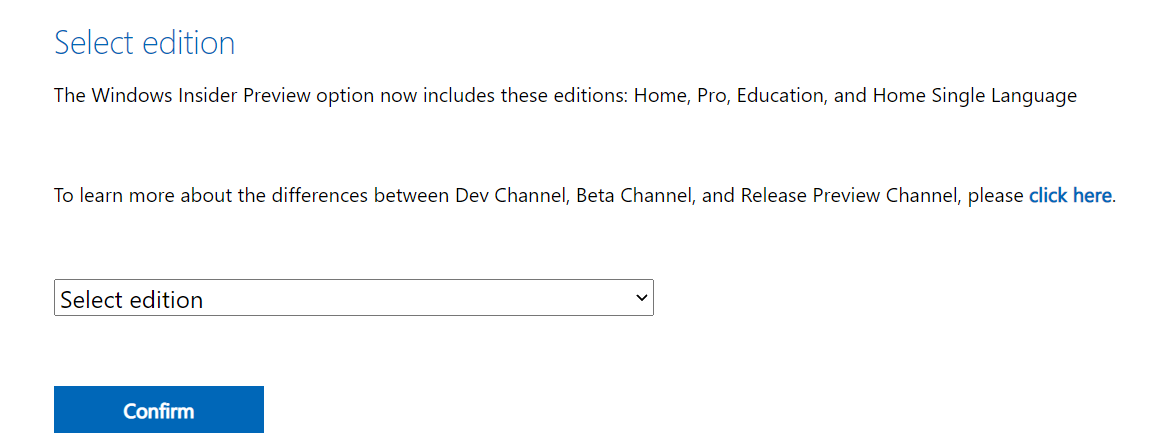 Select edition
The Windows Insider Preview option now includes these editions: Home, Pro, Education, and Home Single Language
To learn more about the differences between Dev Channel, Beta Channel, and Release Preview Channel, please click here.
Select edition
Confirm